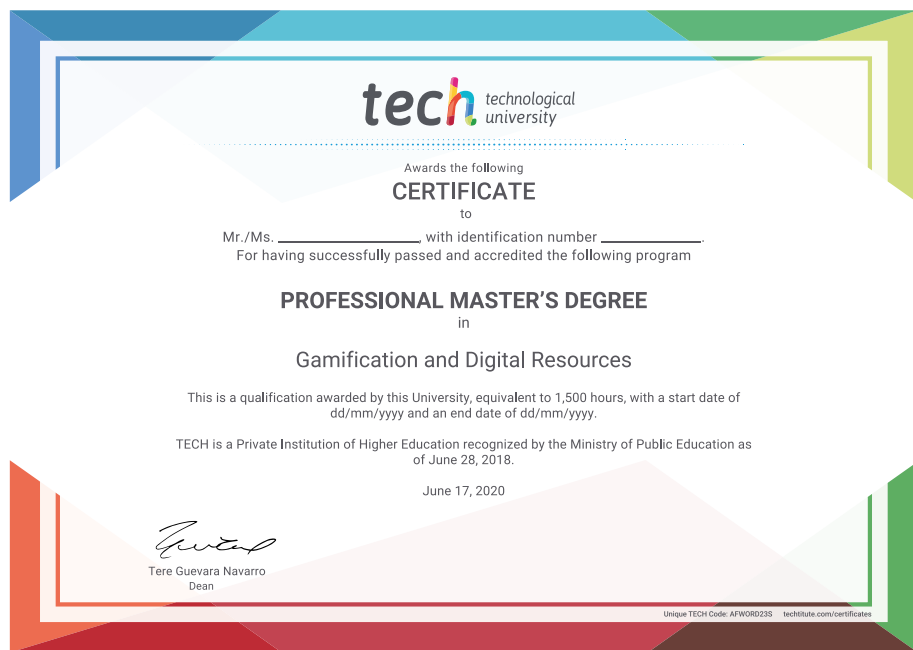 tech technological
university
Awards the following
CERTIFICATE
to
Mr./Ms. ____________________, with identification number ______________.
For having successfully passed and accredited the following program
PROFESSIONAL MASTER'S DEGREE
in
Gamification and Digital Resources
This is a qualification awarded by this University, equivalent to 1,500 hours, with a start date of
dd/mm/yyyy and an end date of dd/mm/yyyy.
TECH is a Private Institution of Higher Education recognized by the Ministry of Public Education as
of June 28, 2018.
June 17, 2020
Tere Guevara Navarro
Dean
Unique TECH Code: AFWORD23S techtitute.com/certificates